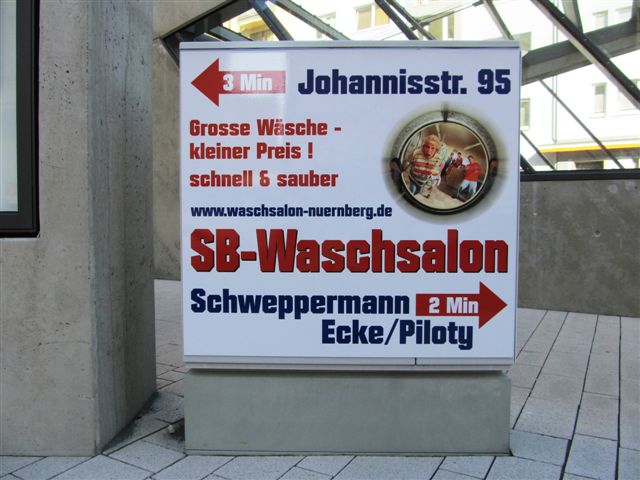 3 Min Johannisstr. 95
Grosse Wäsche -
kleiner Preis !
schnell & sauber
www.waschsalon-nuernberg.de
SB-Waschsalon
Schweppermann 2 Min
Ecke/Piloty